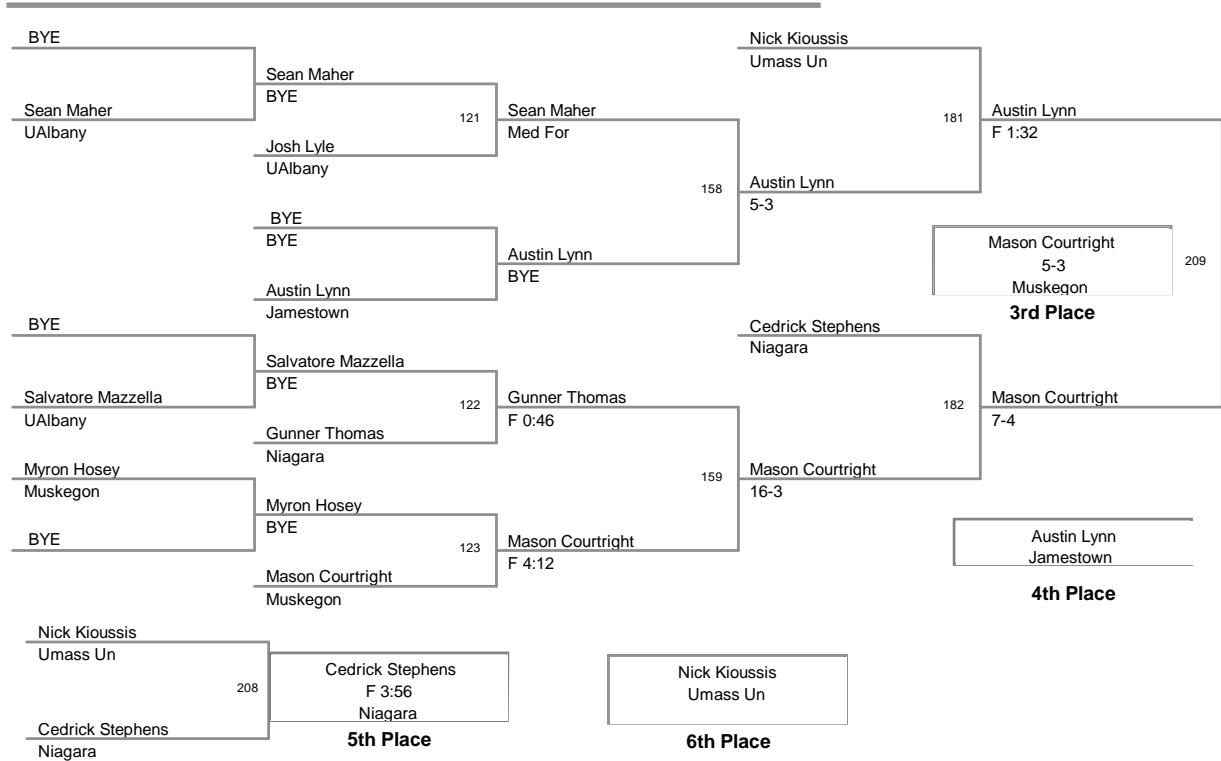 BYE
Nick Kioussis
Umass Un
Sean Maher
BYE
Sean Maher
UAlbany
121
Sean Maher
Med For
181
Austin Lynn
F 1:32
Josh Lyle
UAlbany
158
Austin Lynn
5-3
BYE
BYE
Austin Lynn
BYE
Mason Courtright
5-3
Muskegon
209
3rd Place
Austin Lynn
Jamestown
BYE
Cedrick Stephens
Niagara
Salvatore Mazzella
BYE
Salvatore Mazzella
UAlbany
122
Gunner Thomas
F 0:46
182
Mason Courtright
7-4
Gunner Thomas
Niagara
Myron Hosey
Muskegon
159
Mason Courtright
16-3
Myron Hosey
BYE
BYE
123
Mason Courtright
F 4:12
Austin Lynn
Jamestown
4th Place
Mason Courtright
Muskegon
Nick Kioussis
Umass Un
208
Cedrick Stephens
F 3:56
Niagara
5th Place
Nick Kioussis
Umass Un
6th Place
Cedrick Stephens
Niagara